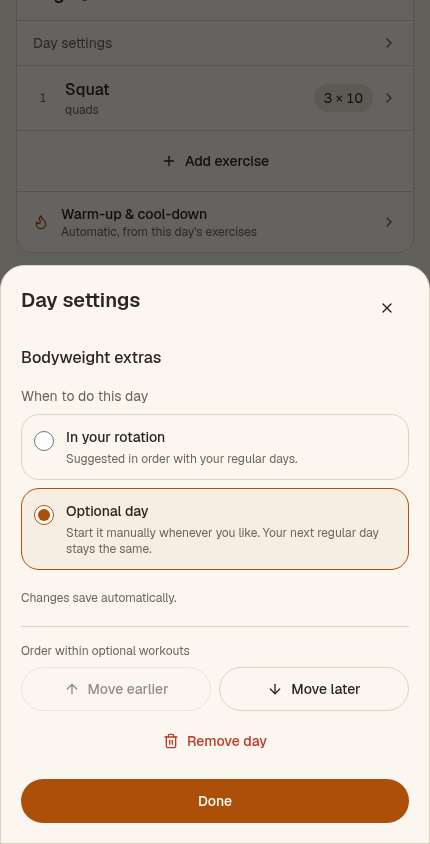 Day settings
1
Squat
quads
3 × 10
Add exercise
Warm-up & cool-down
Automatic, from this day's exercises
Day settings
Bodyweight extras
When to do this day
In your rotation
Suggested in order with your regular days.
Optional day
Start it manually whenever you like. Your next regular day
stays the same.
Changes save automatically.
Order within optional workouts
Move earlier
Move later
Remove day
Done